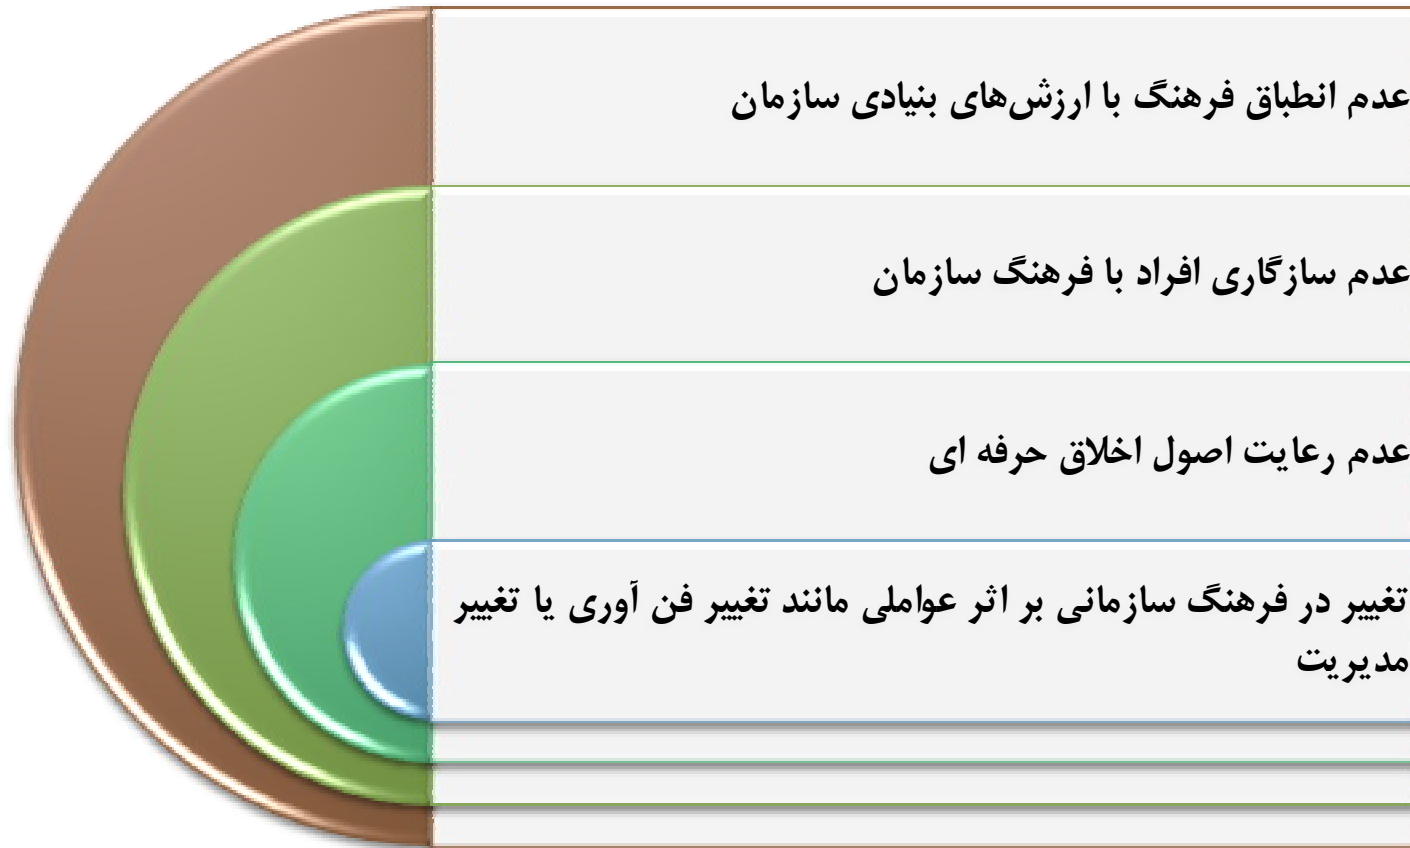 عدم انطباق فرهنگ با ارزش‌های بنیادی سازمان
عدم سازگاری افراد با فرهنگ سازمان
عدم رعایت اصول اخلاق حرفه ای
تغییر در فرهنگ سازمانی بر اثر عواملی مانند تغییر فن آوری یا تغییر
مدیریت